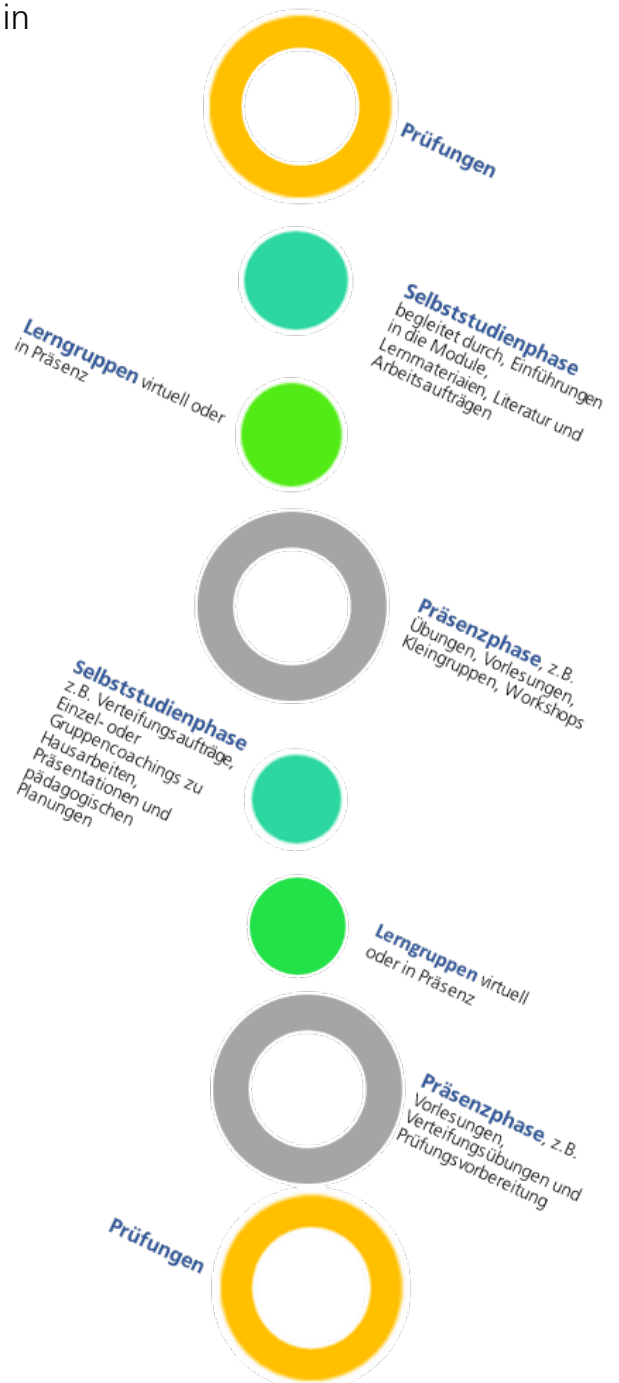 in
Prüfungen
Selbststudienphase
begleitet durch, Einführungen
in die Module,
Lernmateriaien, Literatur und
Arbeitsaufträgen
Lerngruppen virtuell oder
in Präsenz
Präsenzphase, z.B.
Übungen, Vorlesungen,
Kleingruppen, Workshops
Selbststudienphase
z.B. Verteifungsaufträge,
Einzel- oder
Gruppencoachings zu
Hausarbeiten,
Präsentationen und
pädagogischen
Planungen
Lerngruppen virtuell
oder in Präsenz
Präsenzphase, z.B.
Vorlesungen,
Verteifungsübungen und
Prüfungsvorbereitung
Prüfungen